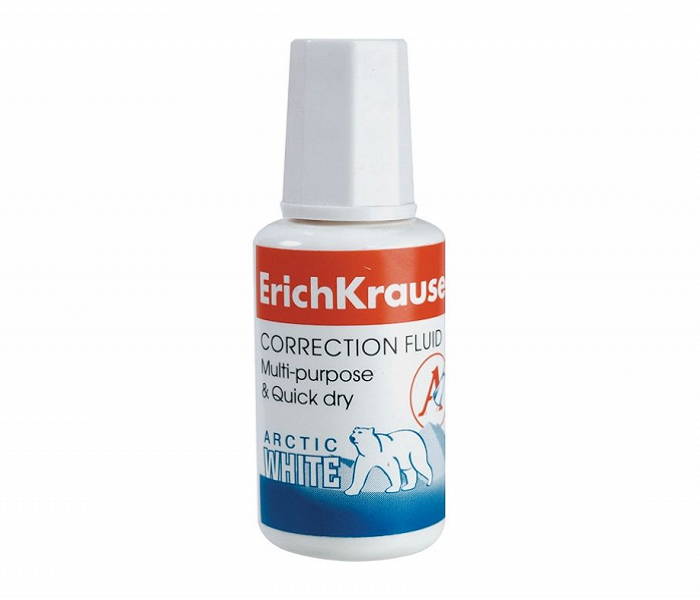 ErichKrause
CORRECTION FLUID
Multi-purpose
& Quick dry
A
ARCTIC
WHITE